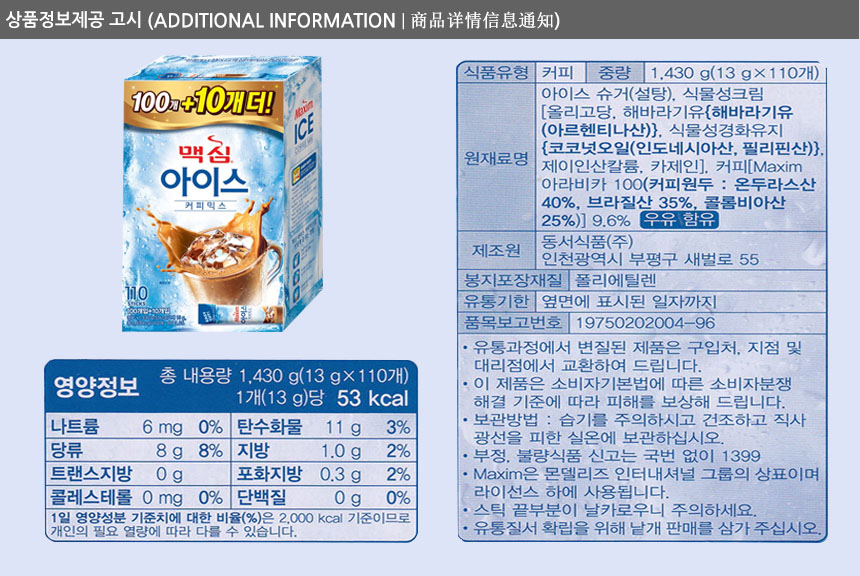 상품정보제공 고시 (ADDITIONAL INFORMATION | 商品详情信息通知)
100개 +10개 더!
맥심
아이스
커피믹스
Maxim
ICE
110
STICKS
100개입+10개입
영양정보 총 내용량 1,430 g(13 g×110개)
1개(13 g)당 53 kcal
나트륨 6 mg 0% 탄수화물 11 g 3%
당류 8 g 8% 지방 1.0 g 2%
트랜스지방 0 g 포화지방 0.3 g 2%
콜레스테롤 0 mg 0% 단백질 0 g 0%
1일 영양성분 기준치에 대한 비율(%)은 2,000 kcal 기준이므로
개인의 필요 열량에 따라 다를 수 있습니다.
식품유형 커피 중량 1,430 g(13 g×110개)
원재료명
아이스 슈거(설탕), 식물성크림
[올리고당, 해바라기유{해바라기유
(아르헨티나산)}, 식물성경화유지
{코코넛오일(인도네시아산, 필리핀산)},
제이인산칼륨, 카제인], 커피[Maxim
아라비카 100(커피원두 : 온두라스산
40%, 브라질산 35%, 콜롬비아산
25%)] 9.6% 우유 함유
제조원 동서식품(주)
인천광역시 부평구 새벌로 55
봉지포장재질 폴리에틸렌
유통기한 옆면에 표시된 일자까지
품목보고번호 19750202004-96
• 유통과정에서 변질된 제품은 구입처, 지점 및
대리점에서 교환하여 드립니다.
• 이 제품은 소비자기본법에 따른 소비자분쟁
해결 기준에 따라 피해를 보상해 드립니다.
• 보관방법 : 습기를 주의하시고 건조하고 직사
광선을 피한 실온에 보관하십시오.
• 부정, 불량식품 신고는 국번 없이 1399
• Maxim은 몬델리즈 인터내셔널 그룹의 상표이며
라이선스 하에 사용됩니다.
• 스틱 끝부분이 날카로우니 주의하세요.
• 유통질서 확립을 위해 낱개 판매를 삼가 주십시오.